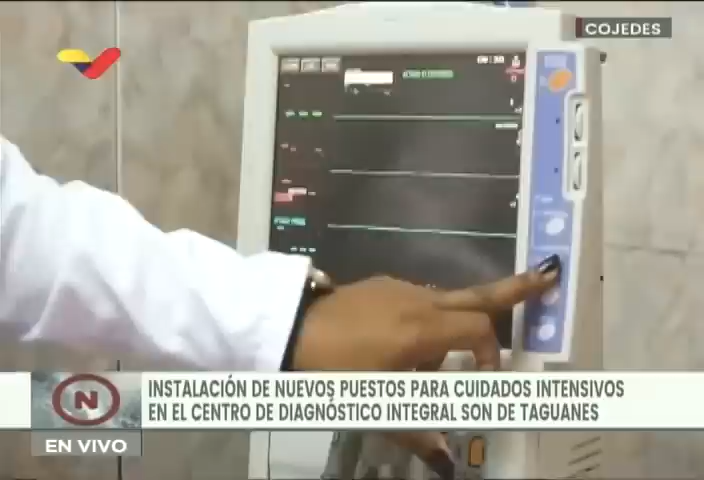 COJEDES
INSTALACIÓN DE NUEVOS PUESTOS PARA CUIDADOS INTENSIVOS
EN EL CENTRO DE DIAGNÓSTICO INTEGRAL SON DE TAGUANES
N
EN VIVO